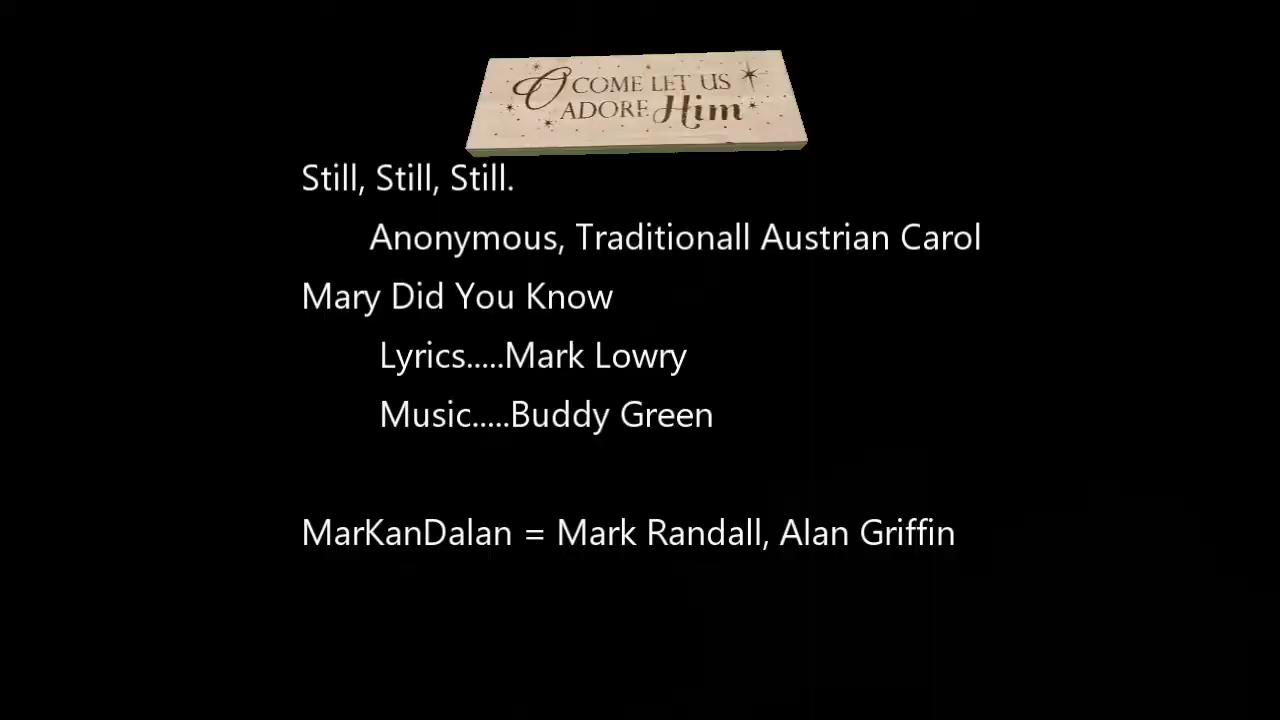 O COME LET US
ADORE Him
Still, Still, Still.
Anonymous, Traditionall Austrian Carol
Mary Did You Know
Lyrics.....Mark Lowry
Music.....Buddy Green
MarKanDalan = Mark Randall, Alan Griffin